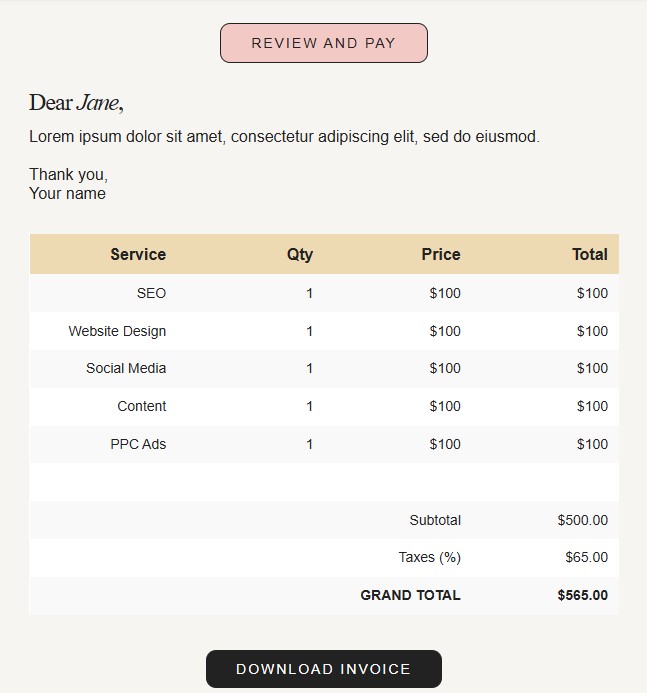 REVIEW AND PAY
Dear Jane,
Lorem ipsum dolor sit amet, consectetur adipiscing elit, sed do eiusmod.
Thank you,
Your name
Service Qty Price Total
SEO 1 $100 $100
Website Design 1 $100 $100
Social Media 1 $100 $100
Content 1 $100 $100
PPC Ads 1 $100 $100
Subtotal $500.00
Taxes (%) $65.00
GRAND TOTAL $565.00
DOWNLOAD INVOICE